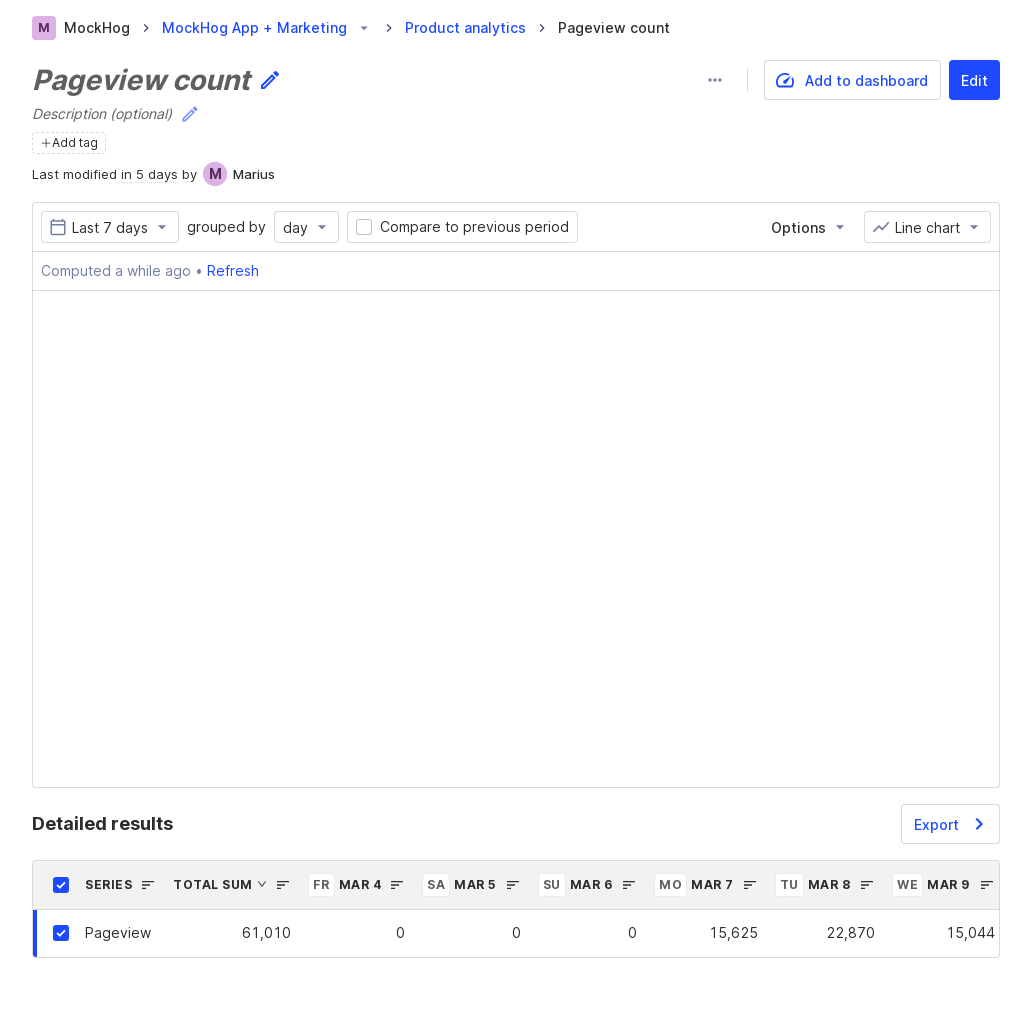 M MockHog MockHog App + Marketing Product analytics Pageview count
Pageview count
Add to dashboard Edit
Description (optional)
+Add tag
Last modified in 5 days by M Marius
Last 7 days grouped by day Compare to previous period Options Line chart
Computed a while ago • Refresh
Detailed results Export
SERIES TOTAL SUM FR MAR 4 SA MAR 5 SU MAR 6 MO MAR 7 TU MAR 8 WE MAR 9
Pageview 61,010 0 0 0 15,625 22,870 15,044